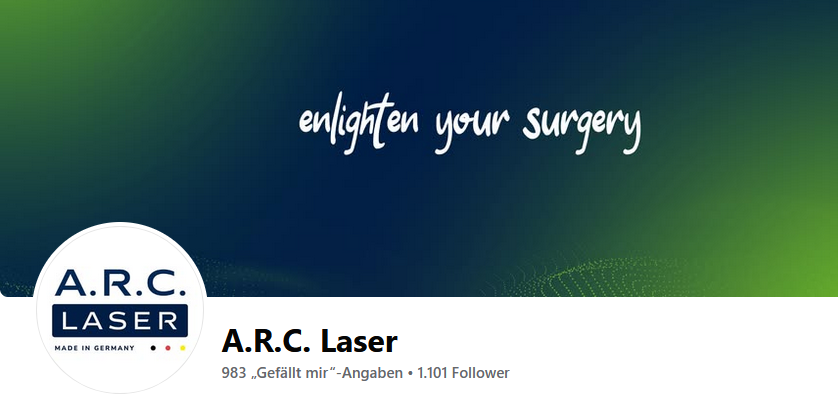 enlighten your surgery
A.R.C.
LASER
MADE IN GERMANY
A.R.C. Laser
983 „Gefällt mir“-Angaben • 1.101 Follower